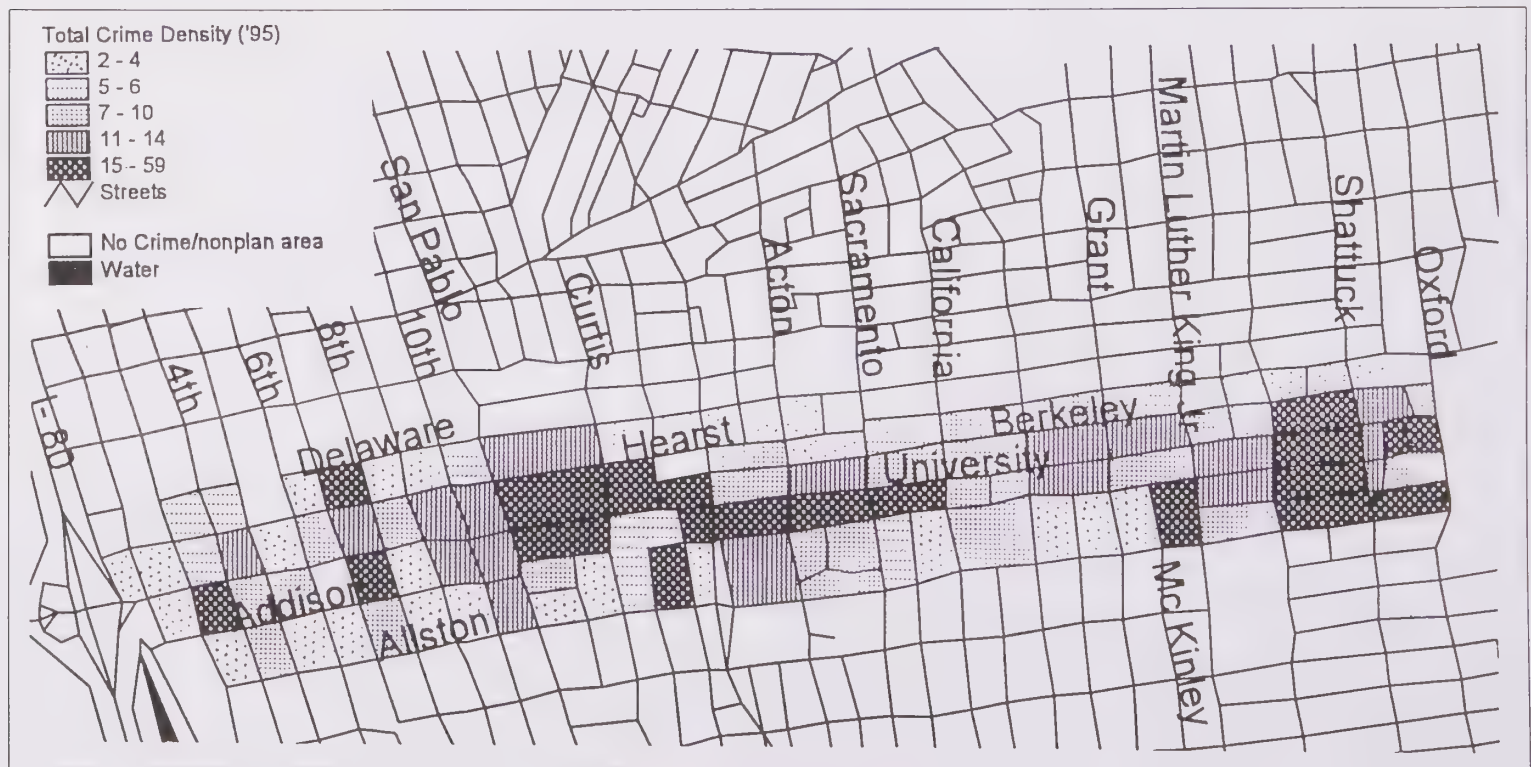 Total Crime Density ('95)
2 - 4
5 - 6
7 - 10
11 - 14
15 - 59
Streets
No Crime/nonplan area
Water
San Pablo
Curtis
Acton
Sacramento
California
Grant
Martin Luther King Jr
Shattuck
Oxford
I - 80
4th
6th
8th
10th
Delaware
Hearst
Berkeley
University
Addison
Allston
Mc Kinley